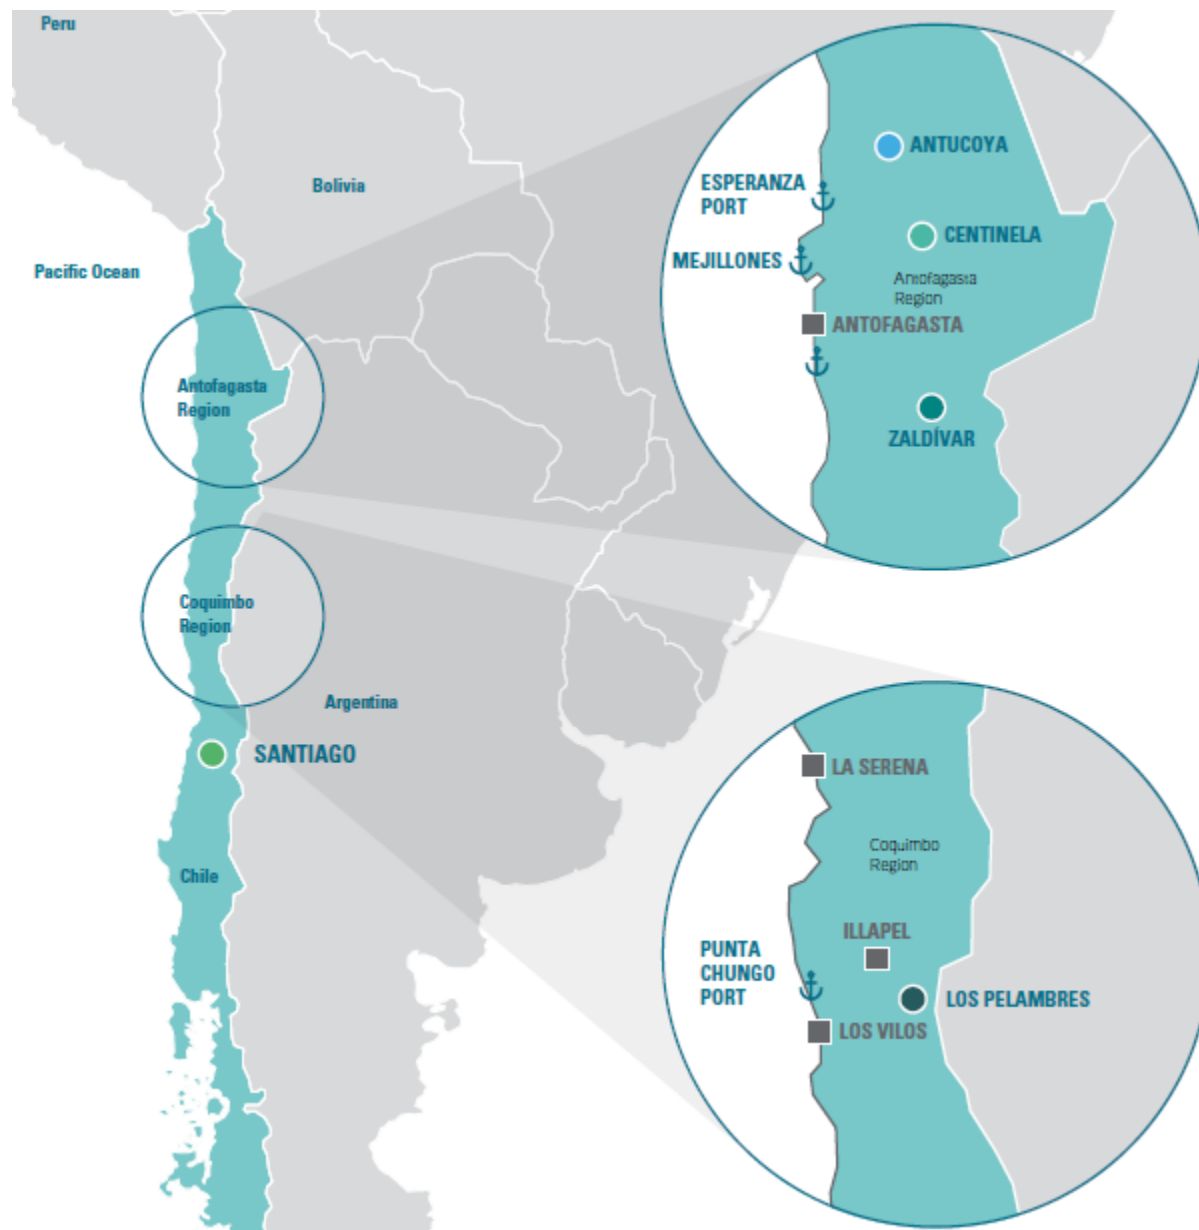 Peru
Bolivia
Pacific Ocean
Antofagasta
Region
Coquimbo
Region
Argentina
SANTIAGO
Chile
ANTUCOYA
ESPERANZA
PORT
CENTINELA
MEJILLONES
Antofagasta
Region
ANTOFAGASTA
ZALDÍVAR
LA SERENA
Coquimbo
Region
ILLAPEL
PUNTA
CHUNGO
PORT
LOS PELAMBRES
LOS VILOS